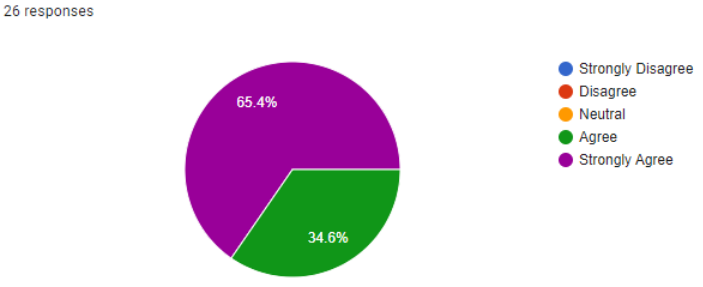 26 responses
65.4%
34.6%
Strongly Disagree
Disagree
Neutral
Agree
Strongly Agree